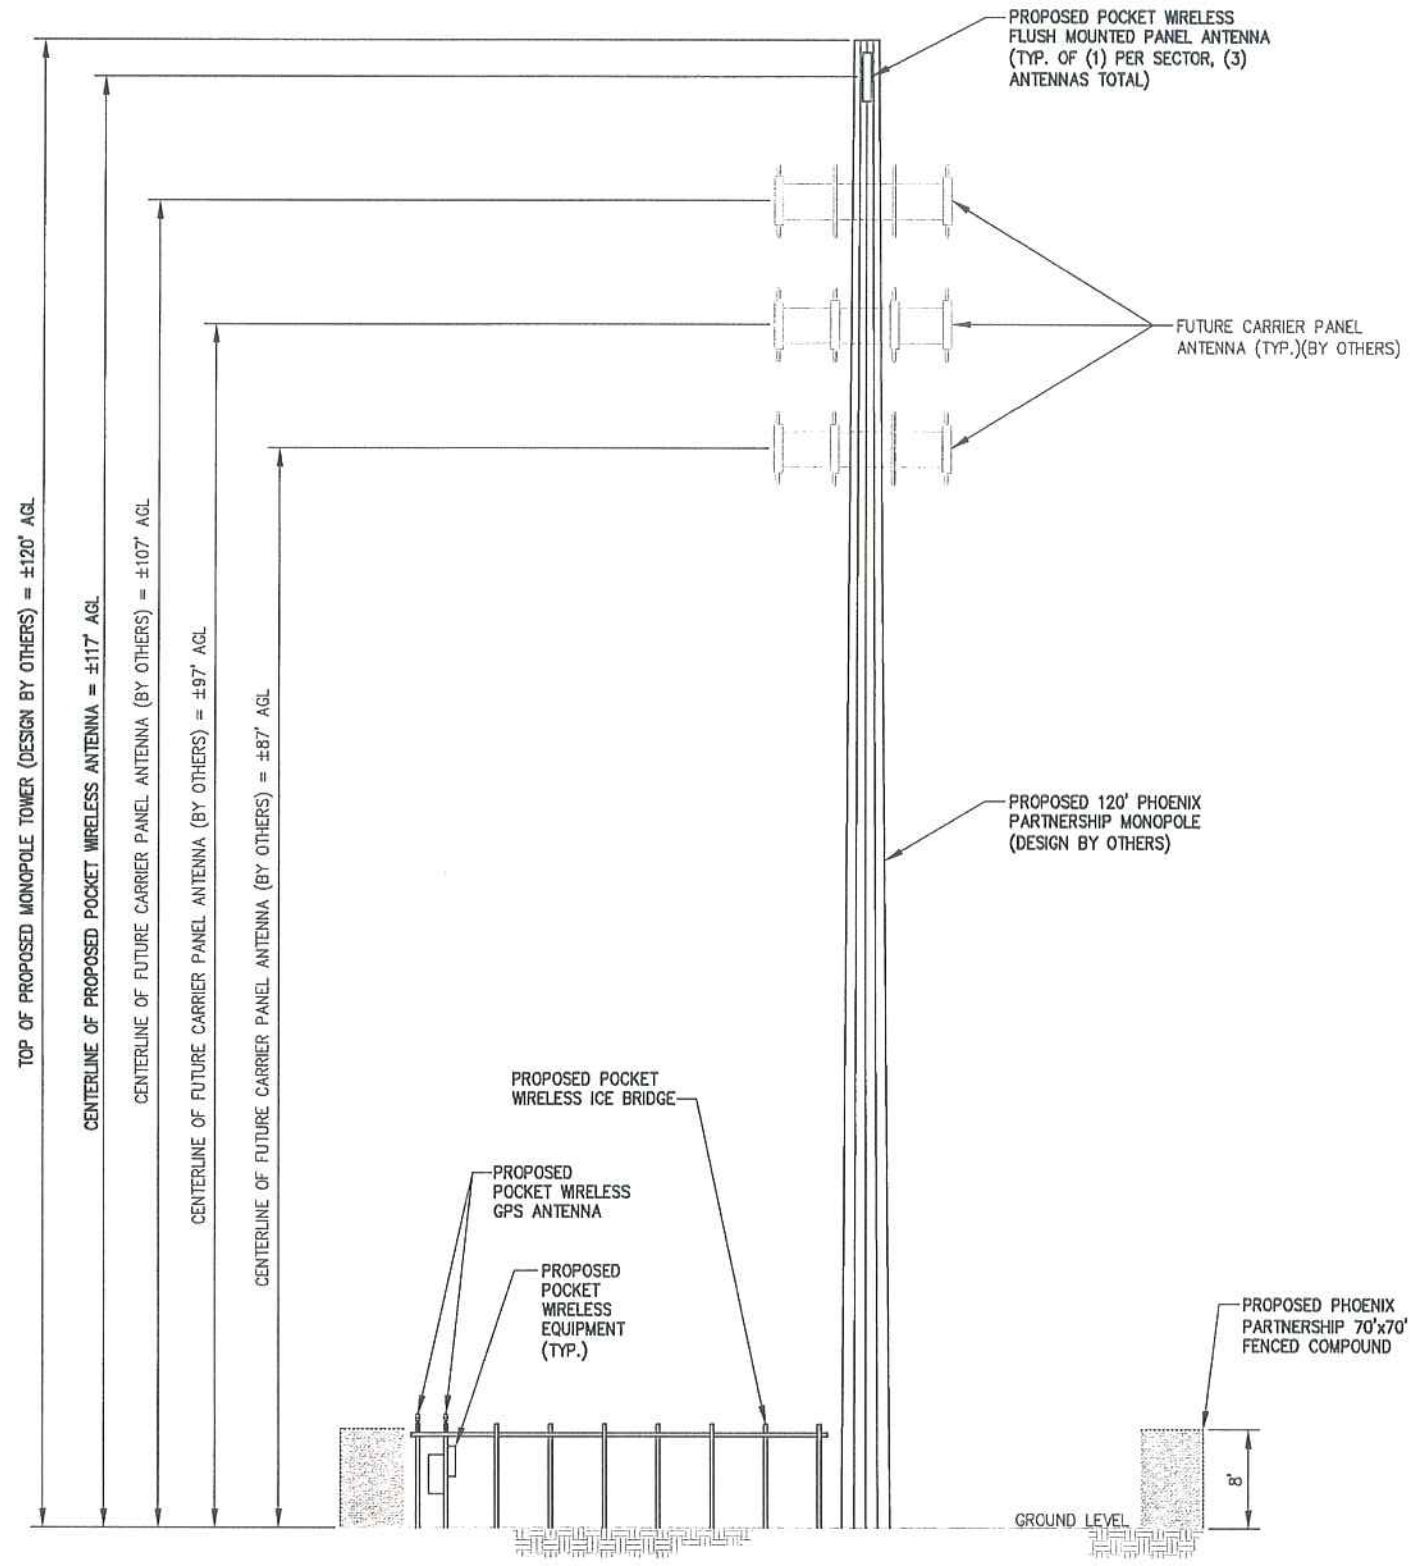 PROPOSED POCKET WIRELESS
FLUSH MOUNTED PANEL ANTENNA
(TYP. OF (1) PER SECTOR, (3)
ANTENNAS TOTAL)
FUTURE CARRIER PANEL
ANTENNA (TYP.)(BY OTHERS)
TOP OF PROPOSED MONOPOLE TOWER (DESIGN BY OTHERS) = ±120' AGL
CENTERLINE OF PROPOSED POCKET WIRELESS ANTENNA = ±117' AGL
CENTERLINE OF FUTURE CARRIER PANEL ANTENNA (BY OTHERS) = ±107' AGL
CENTERLINE OF FUTURE CARRIER PANEL ANTENNA (BY OTHERS) = ±97' AGL
CENTERLINE OF FUTURE CARRIER PANEL ANTENNA (BY OTHERS) = ±87' AGL
PROPOSED 120' PHOENIX
PARTNERSHIP MONOPOLE
(DESIGN BY OTHERS)
PROPOSED POCKET
WIRELESS ICE BRIDGE
PROPOSED
POCKET WIRELESS
GPS ANTENNA
PROPOSED
POCKET
WIRELESS
EQUIPMENT
(TYP.)
PROPOSED PHOENIX
PARTNERSHIP 70'x70'
FENCED COMPOUND
8'
GROUND LEVEL